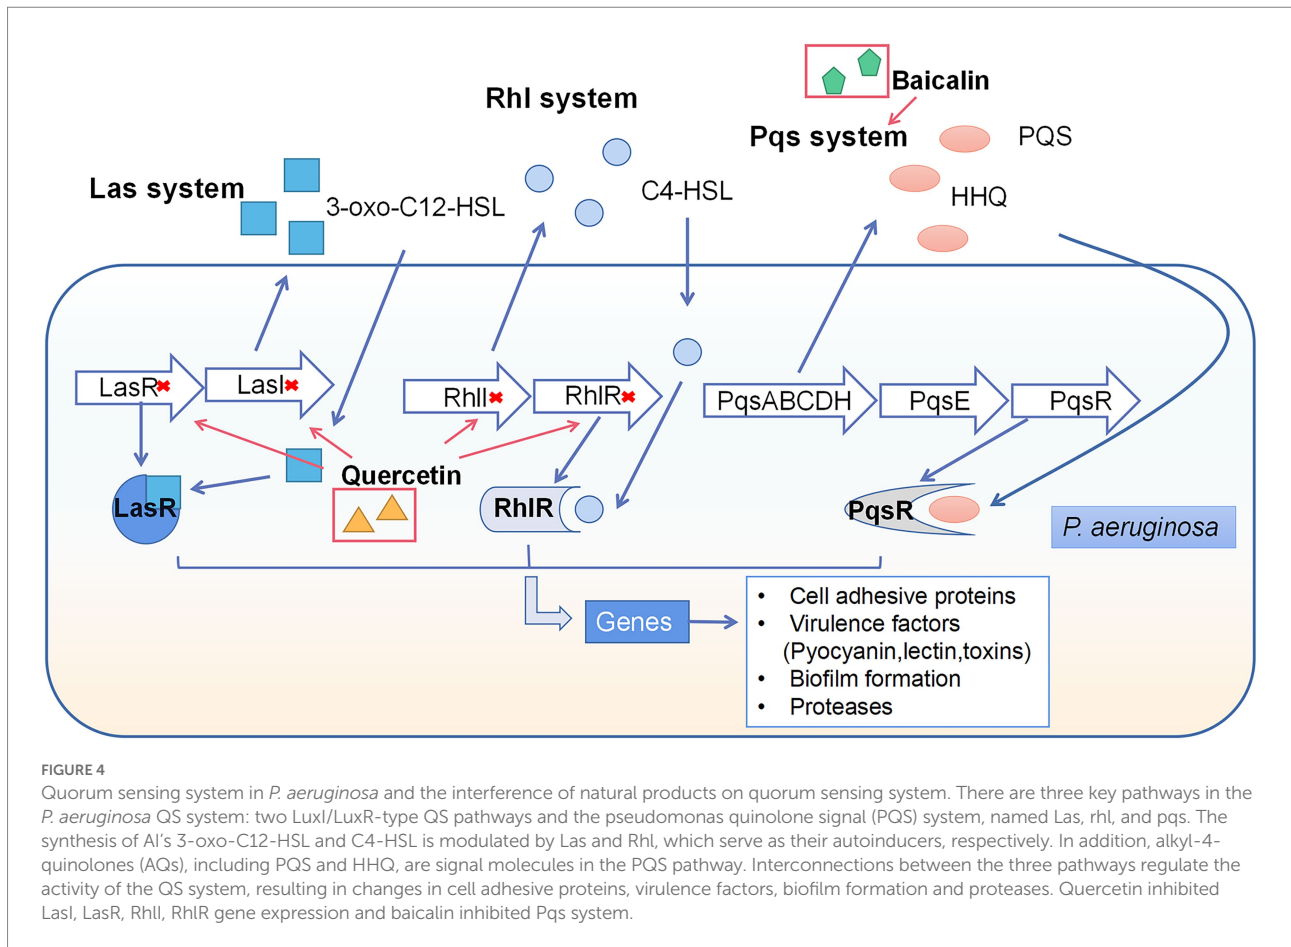 Baicalin
Rhl system
Pqs system
PQS
Las system
3-oxo-C12-HSL
C4-HSL
HHQ
LasR
LasI
RhlI
RhlR
PqsABCDH
PqsE
PqsR
Quercetin
LasR
RhlR
PqsR
P. aeruginosa
Genes
• Cell adhesive proteins
• Virulence factors
(Pyocyanin,lectin,toxins)
• Biofilm formation
• Proteases
FIGURE 4
Quorum sensing system in P. aeruginosa and the interference of natural products on quorum sensing system. There are three key pathways in the
P. aeruginosa QS system: two LuxI/LuxR-type QS pathways and the pseudomonas quinolone signal (PQS) system, named Las, rhl, and pqs. The
synthesis of AI's 3-oxo-C12-HSL and C4-HSL is modulated by Las and Rhl, which serve as their autoinducers, respectively. In addition, alkyl-4-
quinolones (AQs), including PQS and HHQ, are signal molecules in the PQS pathway. Interconnections between the three pathways regulate the
activity of the QS system, resulting in changes in cell adhesive proteins, virulence factors, biofilm formation and proteases. Quercetin inhibited
LasI, LasR, RhlI, RhlR gene expression and baicalin inhibited Pqs system.